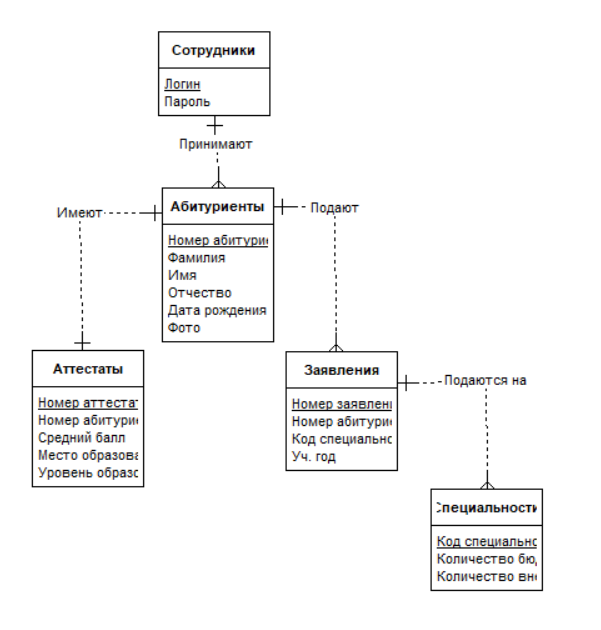 Сотрудники
Логин
Пароль
Принимают
Имеют
Абитуриенты
Подают
Номер абитурие
Фамилия
Имя
Отчество
Дата рождения
Фото
Аттестаты
Номер аттестат
Номер абитурие
Средний балл
Место образова
Уровень образо
Заявления
Номер заявлени
Номер абитурие
Код специально
Уч. год
Подаются на
Специальности
Код специально
Количество бюд
Количество вне